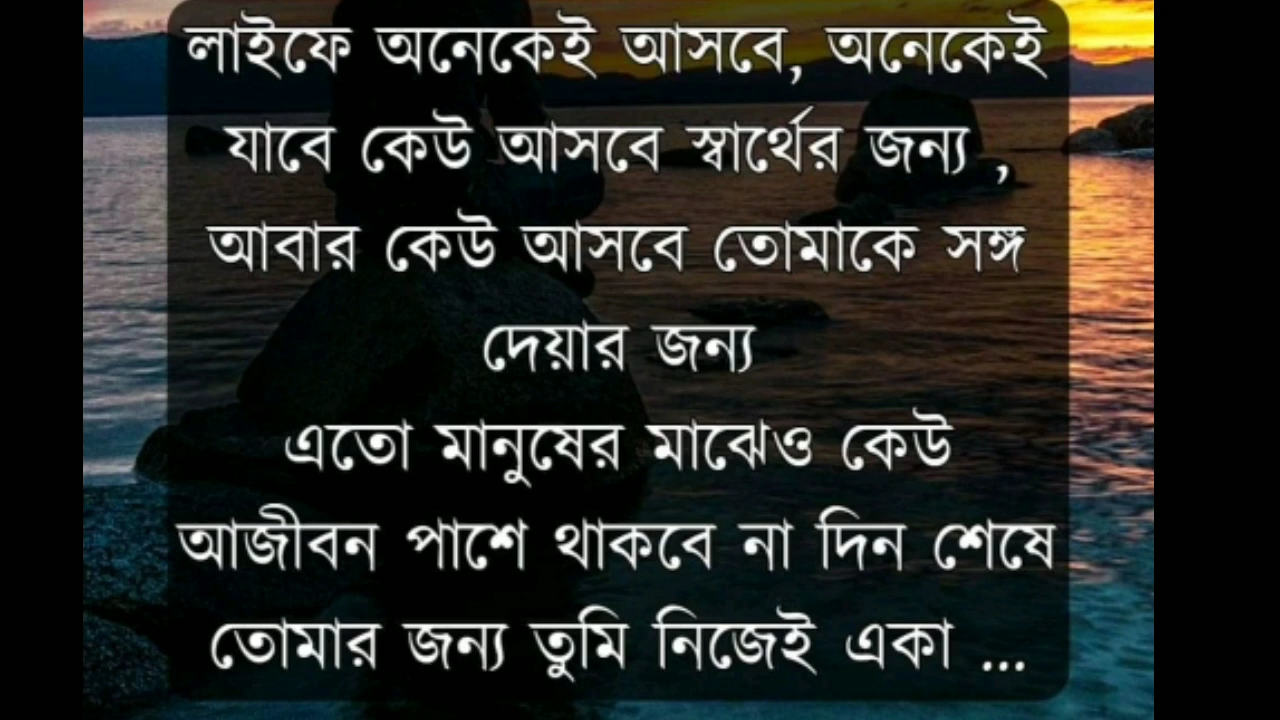 লাইফে অনেকেই আসবে, অনেকেই
যাবে কেউ আসবে স্বার্থের জন্য ,
আবার কেউ আসবে তোমাকে সঙ্গ
দেয়ার জন্য
এতো মানুষের মাঝেও কেউ
আজীবন পাশে থাকবে না দিন শেষে
তোমার জন্য তুমি নিজেই একা ...